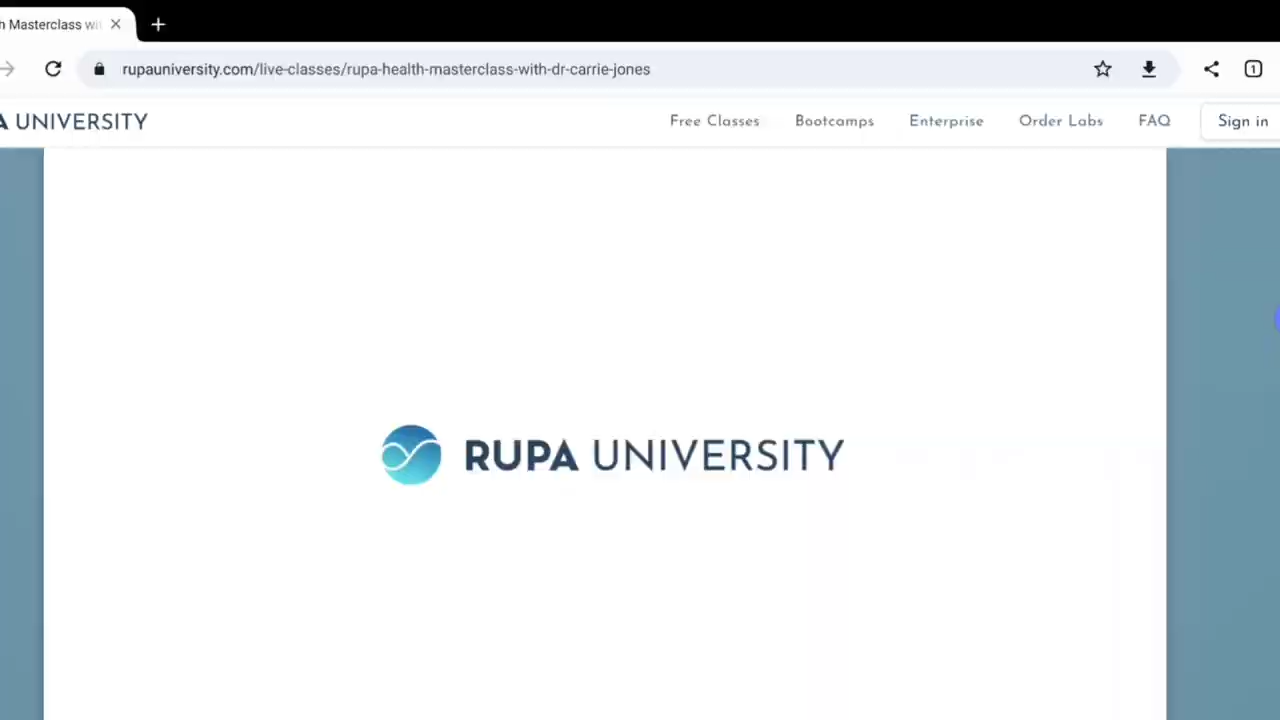 h Masterclass wi
rupauniversity.com/live-classes/rupa-health-masterclass-with-dr-carrie-jones
1
A UNIVERSITY
Free Classes
Bootcamps
Enterprise
Order Labs
FAQ
Sign in
RUPA UNIVERSITY